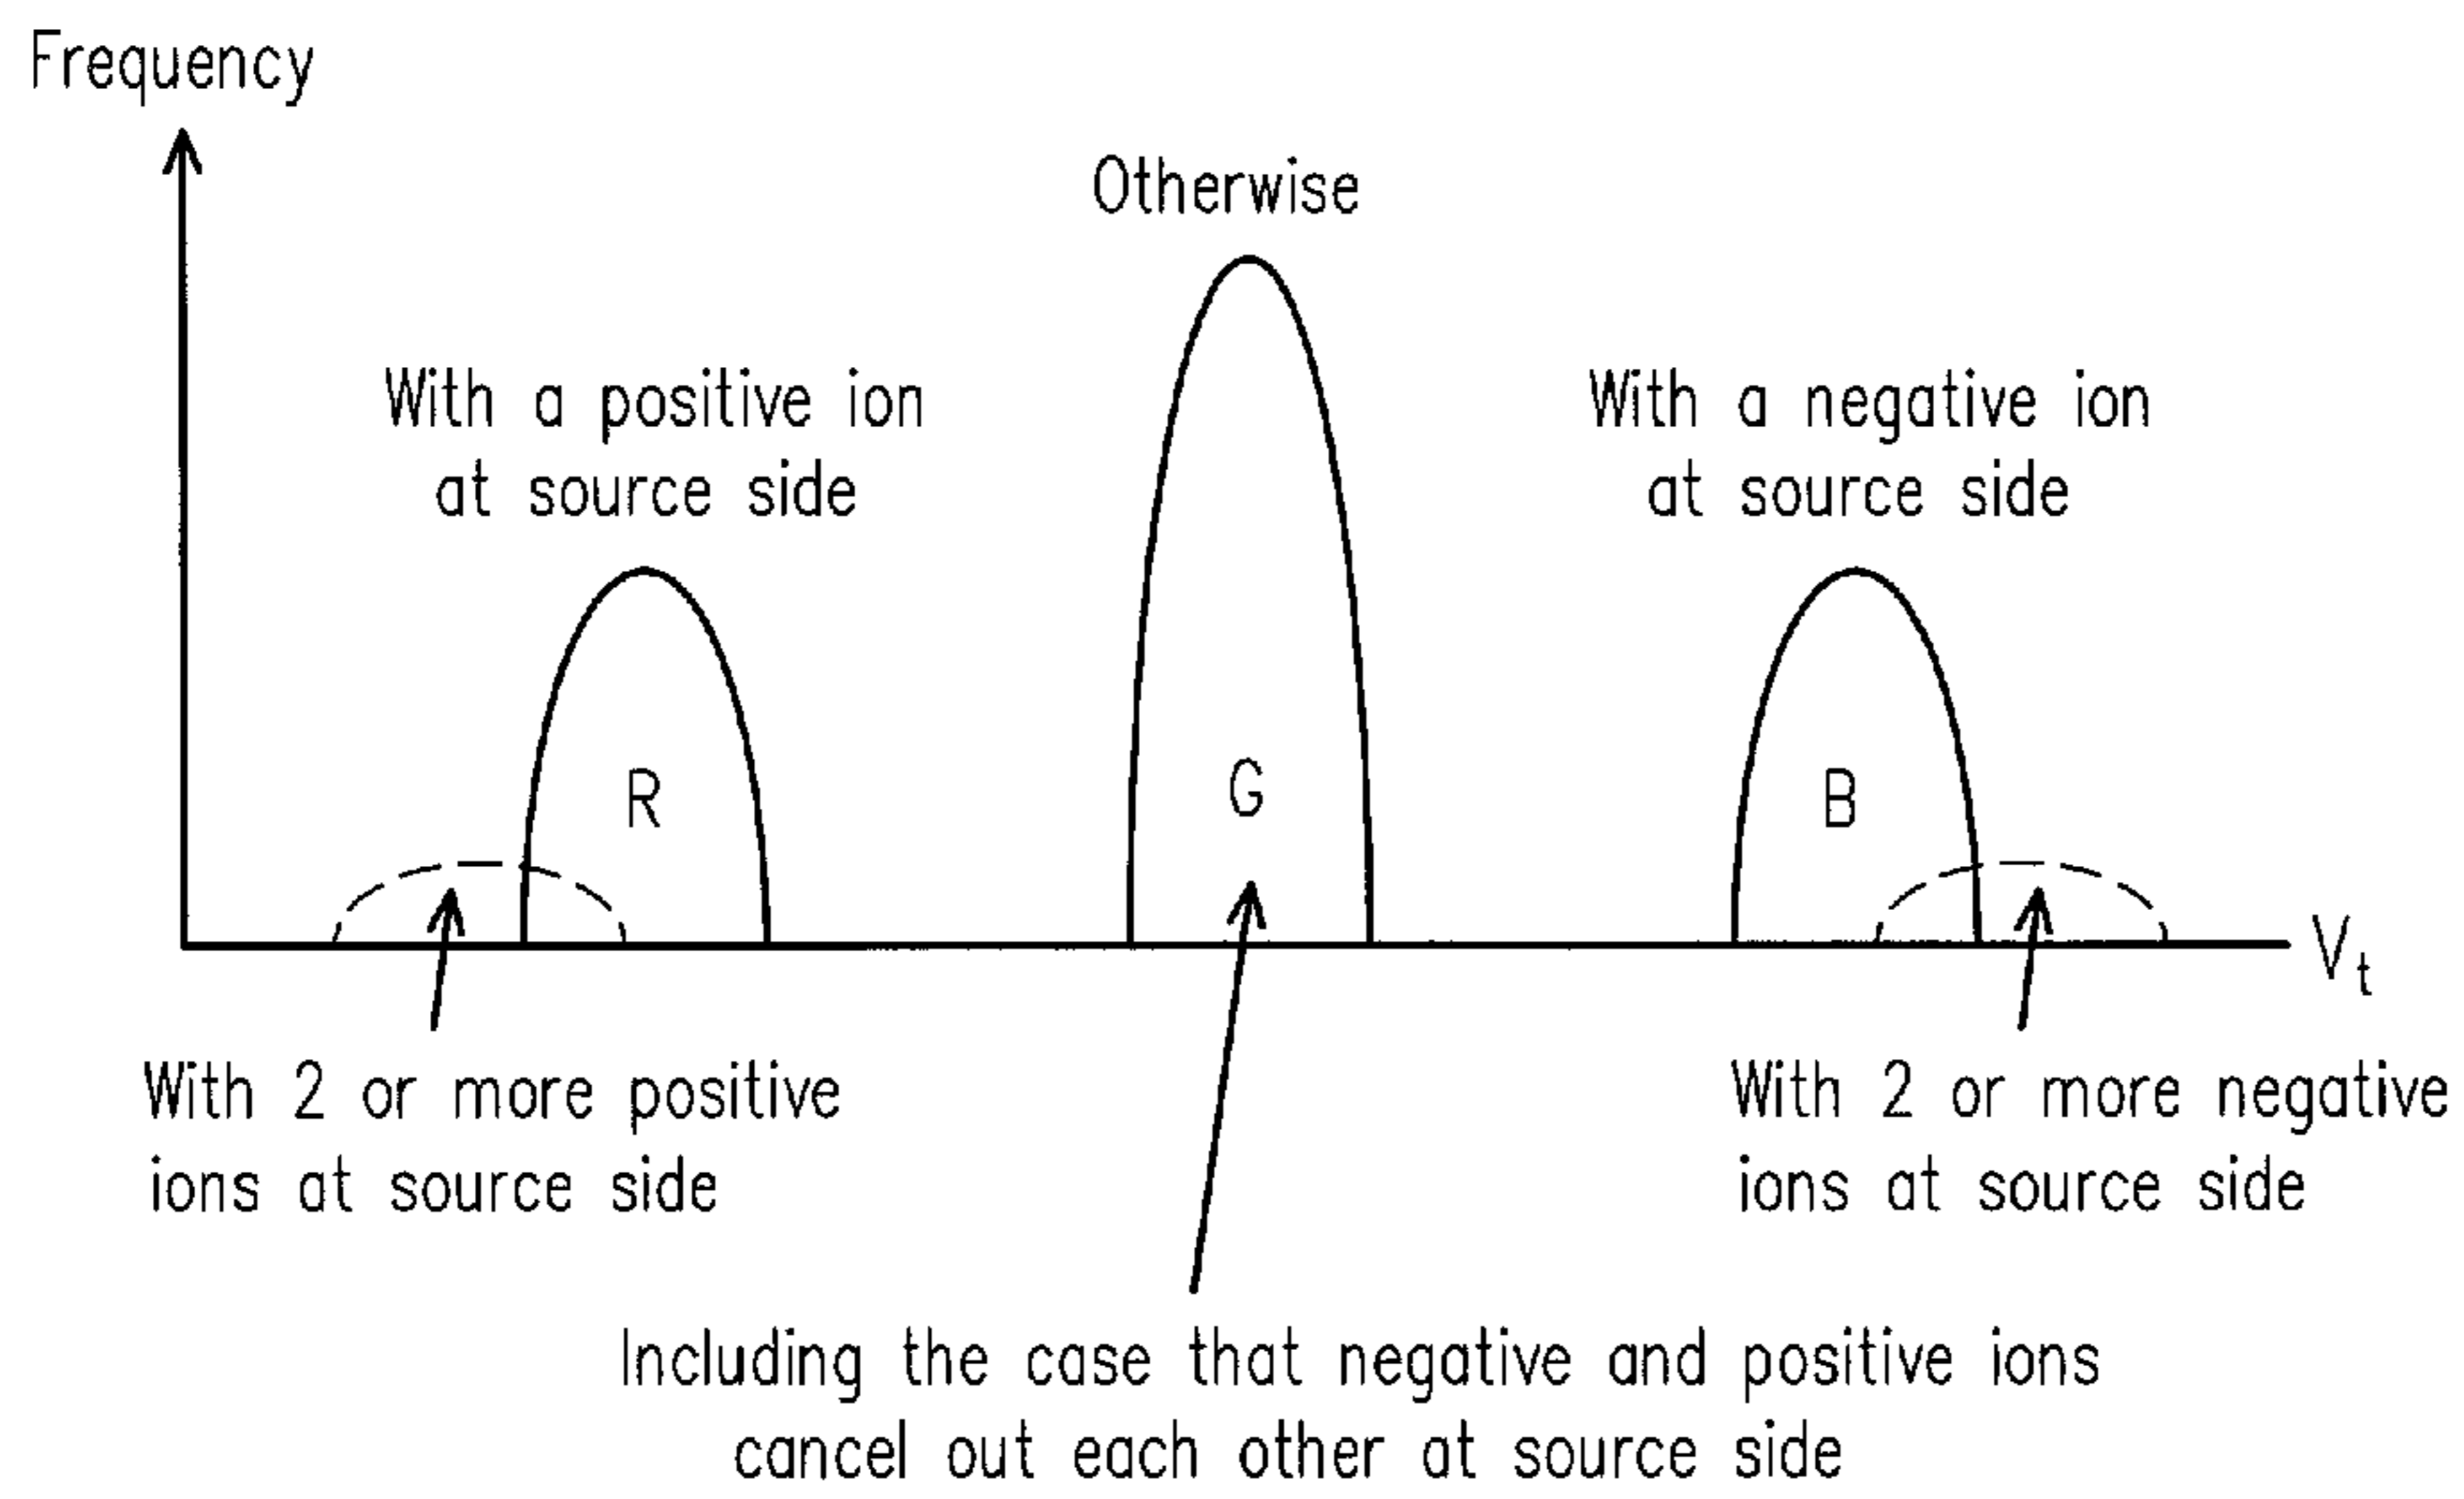 Frequency
Otherwise
With a positive ion
at source side
With a negative ion
at source side
R
G
B
V_t
With 2 or more positive
ions at source side
With 2 or more negative
ions at source side
Including the case that negative and positive ions
cancel out each other at source side